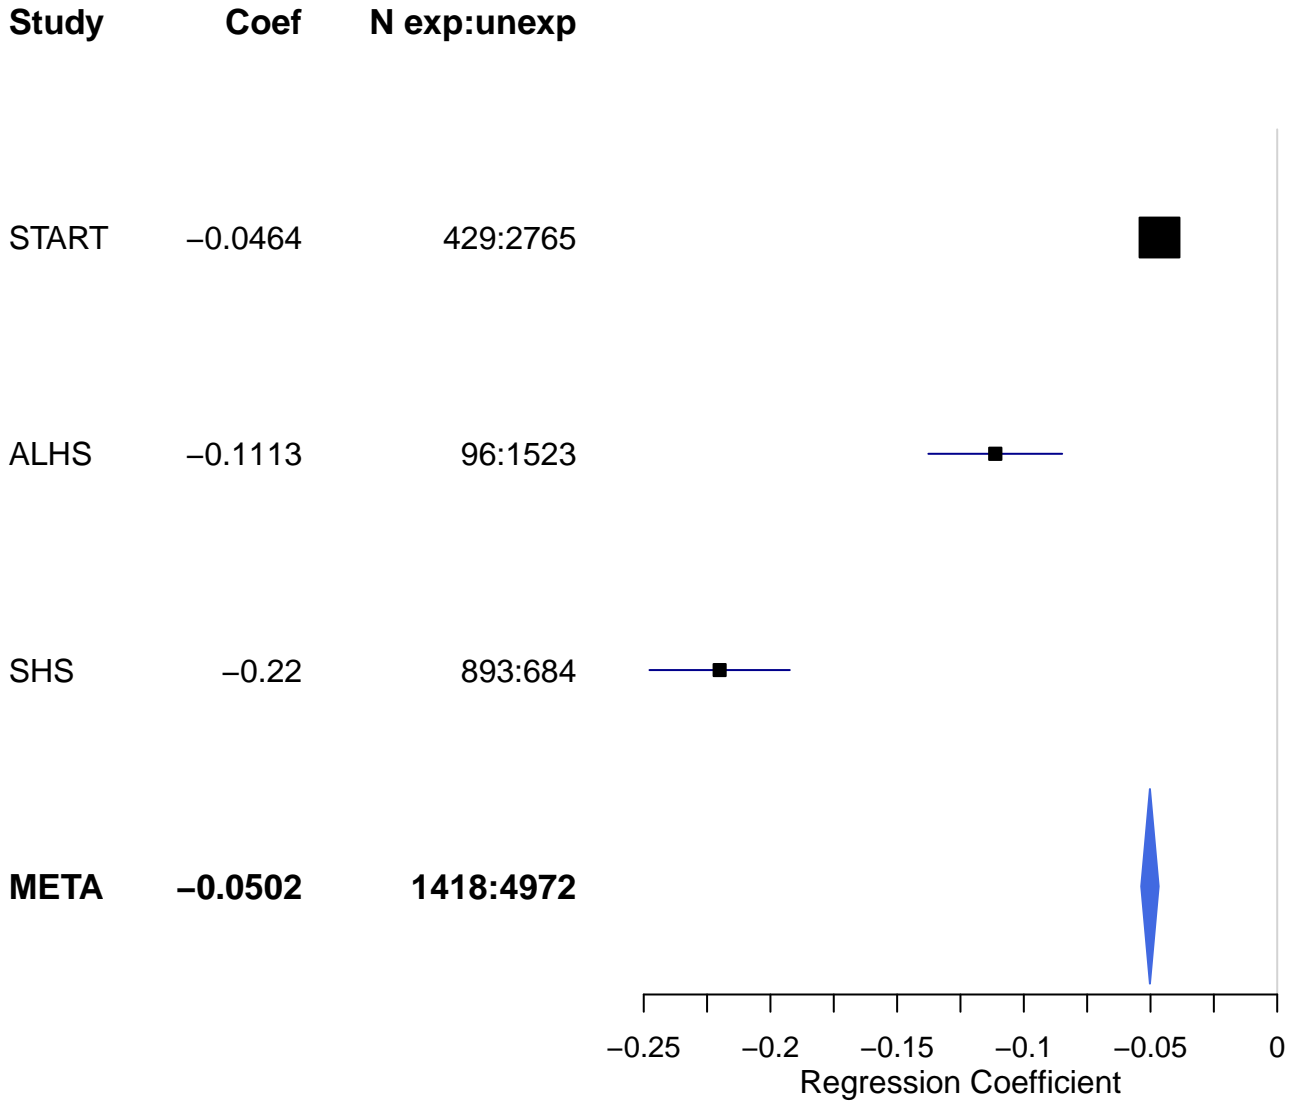 Study Coef N exp:unexp
START −0.0464 429:2765
ALHS −0.1113 96:1523
SHS −0.22 893:684
META −0.0502 1418:4972
−0.25 −0.2 −0.15 −0.1 −0.05 0
Regression Coefficient